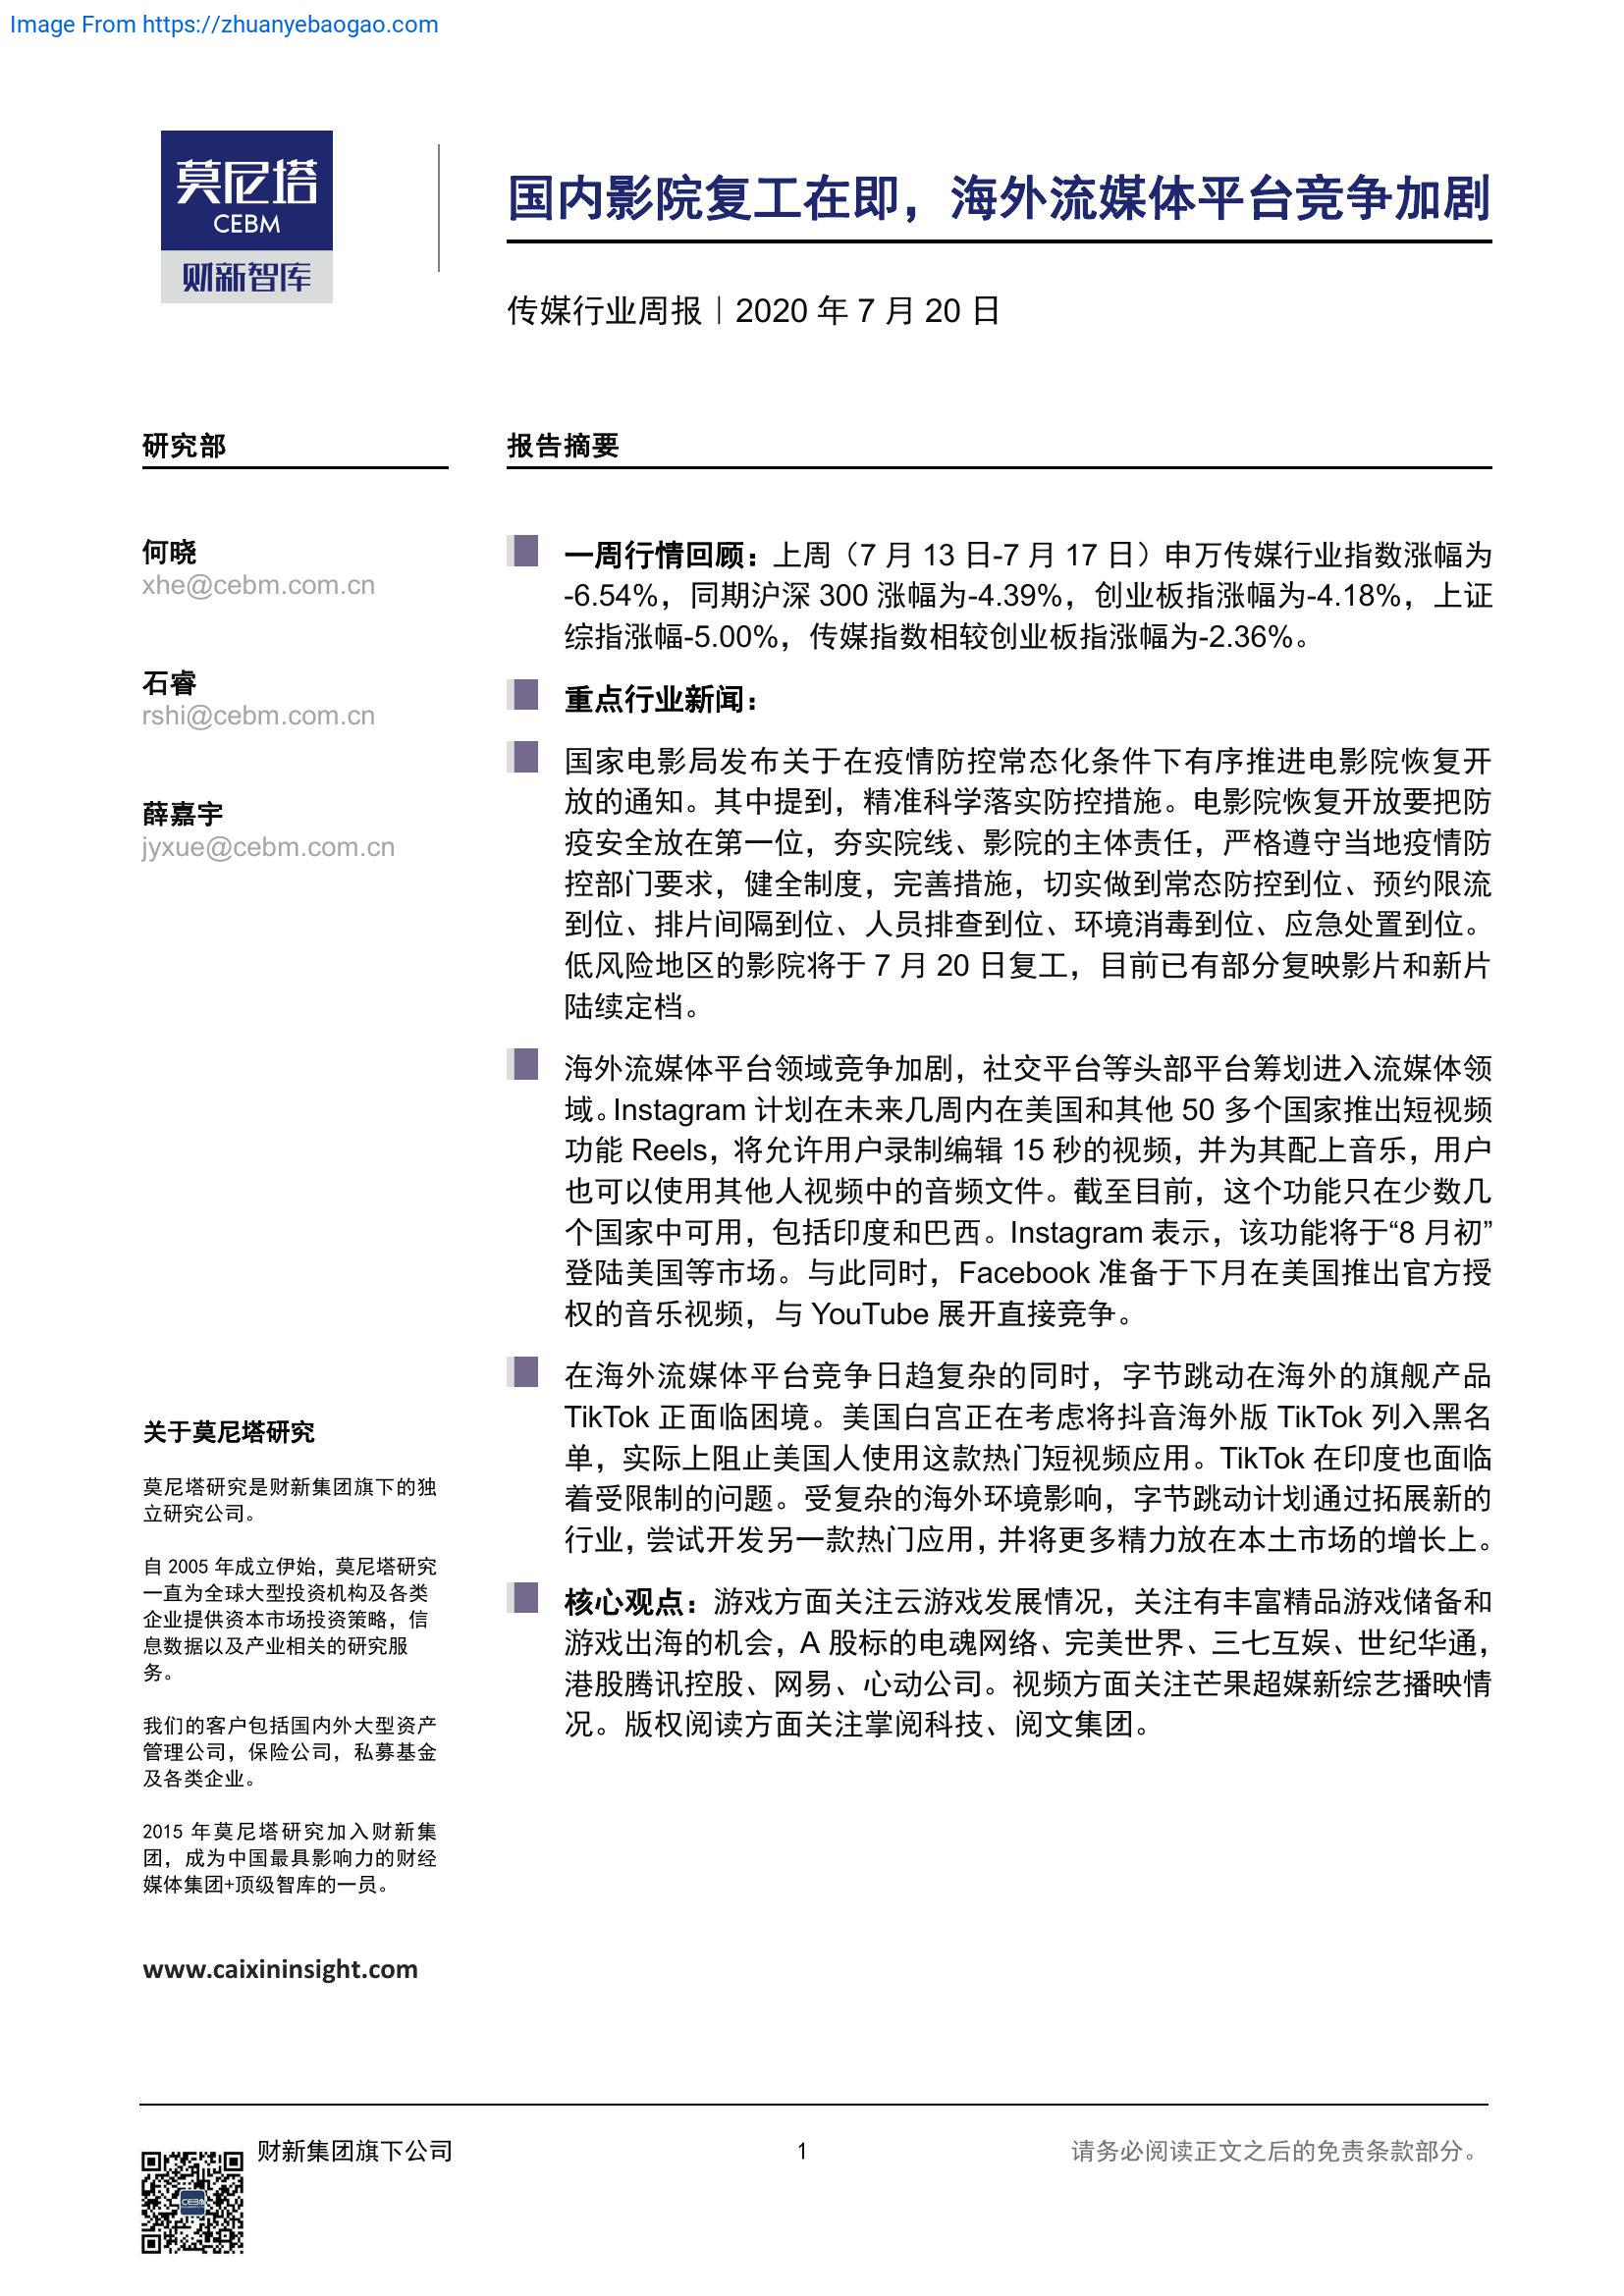 Image From https://zhuanyebaogao.com
莫尼塔
CEBM
财新智库
国内影院复工在即，海外流媒体平台竞争加剧
传媒行业周报｜2020 年 7 月 20 日
研究部
何晓
xhe@cebm.com.cn
石睿
rshi@cebm.com.cn
薛嘉宇
jyxue@cebm.com.cn
关于莫尼塔研究
莫尼塔研究是财新集团旗下的独
立研究公司。
自 2005 年成立伊始，莫尼塔研究
一直为全球大型投资机构及各类
企业提供资本市场投资策略，信
息数据以及产业相关的研究服
务。
我们的客户包括国内外大型资产
管理公司，保险公司，私募基金
及各类企业。
2015 年莫尼塔研究加入财新集
团，成为中国最具影响力的财经
媒体集团+顶级智库的一员。
www.caixininsight.com
报告摘要
一周行情回顾：上周（7 月 13 日-7 月 17 日）申万传媒行业指数涨幅为
-6.54%，同期沪深 300 涨幅为-4.39%，创业板指涨幅为-4.18%，上证
综指涨幅-5.00%，传媒指数相较创业板指涨幅为-2.36%。
重点行业新闻：
国家电影局发布关于在疫情防控常态化条件下有序推进电影院恢复开
放的通知。其中提到，精准科学落实防控措施。电影院恢复开放要把防
疫安全放在第一位，夯实院线、影院的主体责任，严格遵守当地疫情防
控部门要求，健全制度，完善措施，切实做到常态防控到位、预约限流
到位、排片间隔到位、人员排查到位、环境消毒到位、应急处置到位。
低风险地区的影院将于 7 月 20 日复工，目前已有部分复映影片和新片
陆续定档。
海外流媒体平台领域竞争加剧，社交平台等头部平台筹划进入流媒体领
域。Instagram 计划在未来几周内在美国和其他 50 多个国家推出短视频
功能 Reels，将允许用户录制编辑 15 秒的视频，并为其配上音乐，用户
也可以使用其他人视频中的音频文件。截至目前，这个功能只在少数几
个国家中可用，包括印度和巴西。Instagram 表示，该功能将于“8 月初”
登陆美国等市场。与此同时，Facebook 准备于下月在美国推出官方授
权的音乐视频，与 YouTube 展开直接竞争。
在海外流媒体平台竞争日趋复杂的同时，字节跳动在海外的旗舰产品
TikTok 正面临困境。美国白宫正在考虑将抖音海外版 TikTok 列入黑名
单，实际上阻止美国人使用这款热门短视频应用。TikTok 在印度也面临
着受限制的问题。受复杂的海外环境影响，字节跳动计划通过拓展新的
行业，尝试开发另一款热门应用，并将更多精力放在本土市场的增长上。
核心观点：游戏方面关注云游戏发展情况，关注有丰富精品游戏储备和
游戏出海的机会，A 股标的电魂网络、完美世界、三七互娱、世纪华通，
港股腾讯控股、网易、心动公司。视频方面关注芒果超媒新综艺播映情
况。版权阅读方面关注掌阅科技、阅文集团。
财新集团旗下公司
1
请务必阅读正文之后的免责条款部分。
CEBM